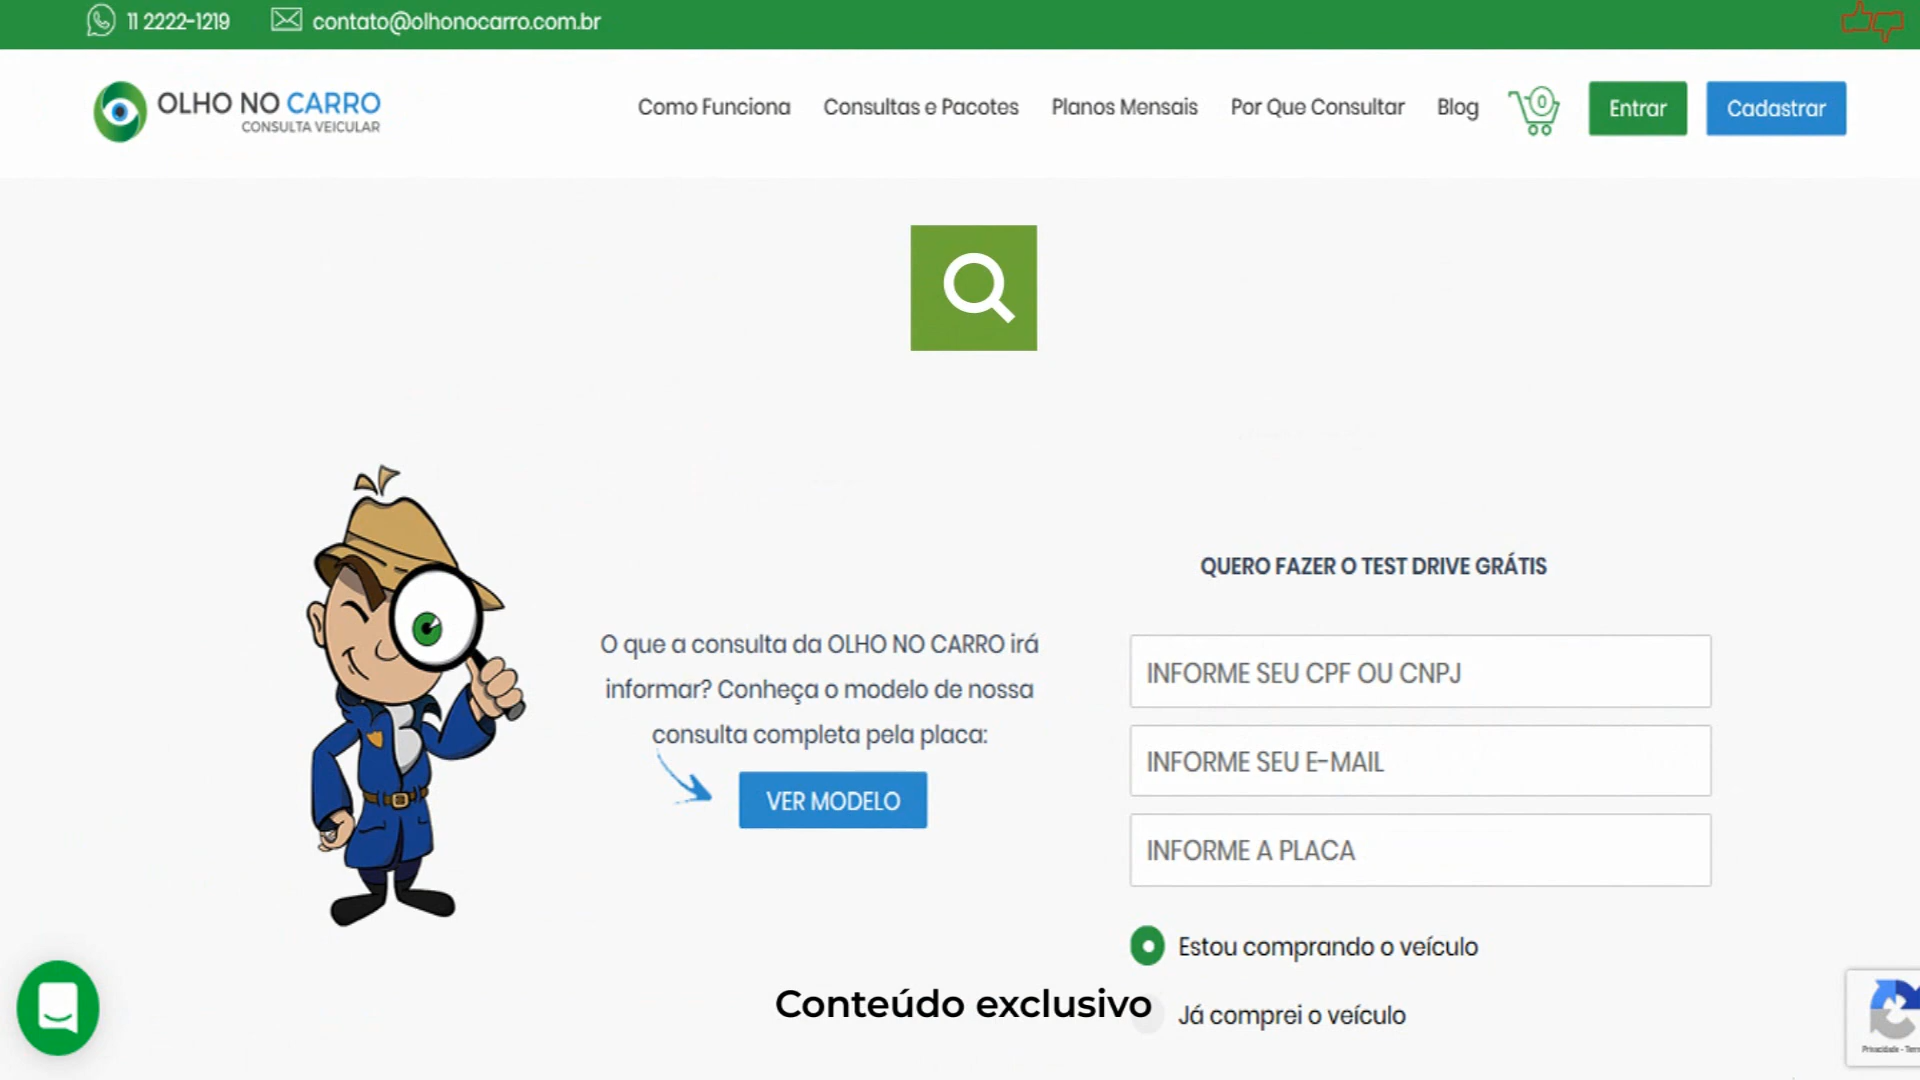 11 2222-1219
contato@olhonocarro.com.br
OLHO NO CARRO
CONSULTA VEICULAR
Como Funciona
Consultas e Pacotes
Planos Mensais
Por Que Consultar
Blog
0
Entrar
Cadastrar
O que a consulta da OLHO NO CARRO irá
informar? Conheça o modelo de nossa
consulta completa pela placa:
VER MODELO
QUERO FAZER O TEST DRIVE GRÁTIS
INFORME SEU CPF OU CNPJ
INFORME SEU E-MAIL
INFORME A PLACA
Estou comprando o veículo
Já comprei o veículo
Conteúdo exclusivo
Privacidade -